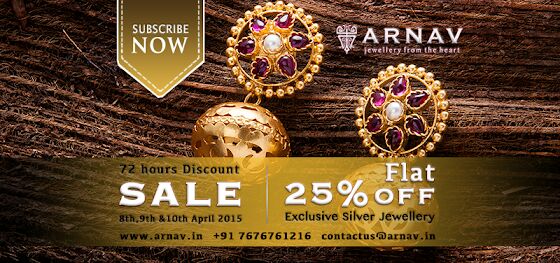 SUBSCRIBE
NOW
ARNAV
jewellery from the heart
72 hours Discount
SALE
8th,9th &10th April 2015
Flat
25% OFF
Exclusive Silver Jewellery
www.arnav.in +91 7676761216 contactus@arnav.in